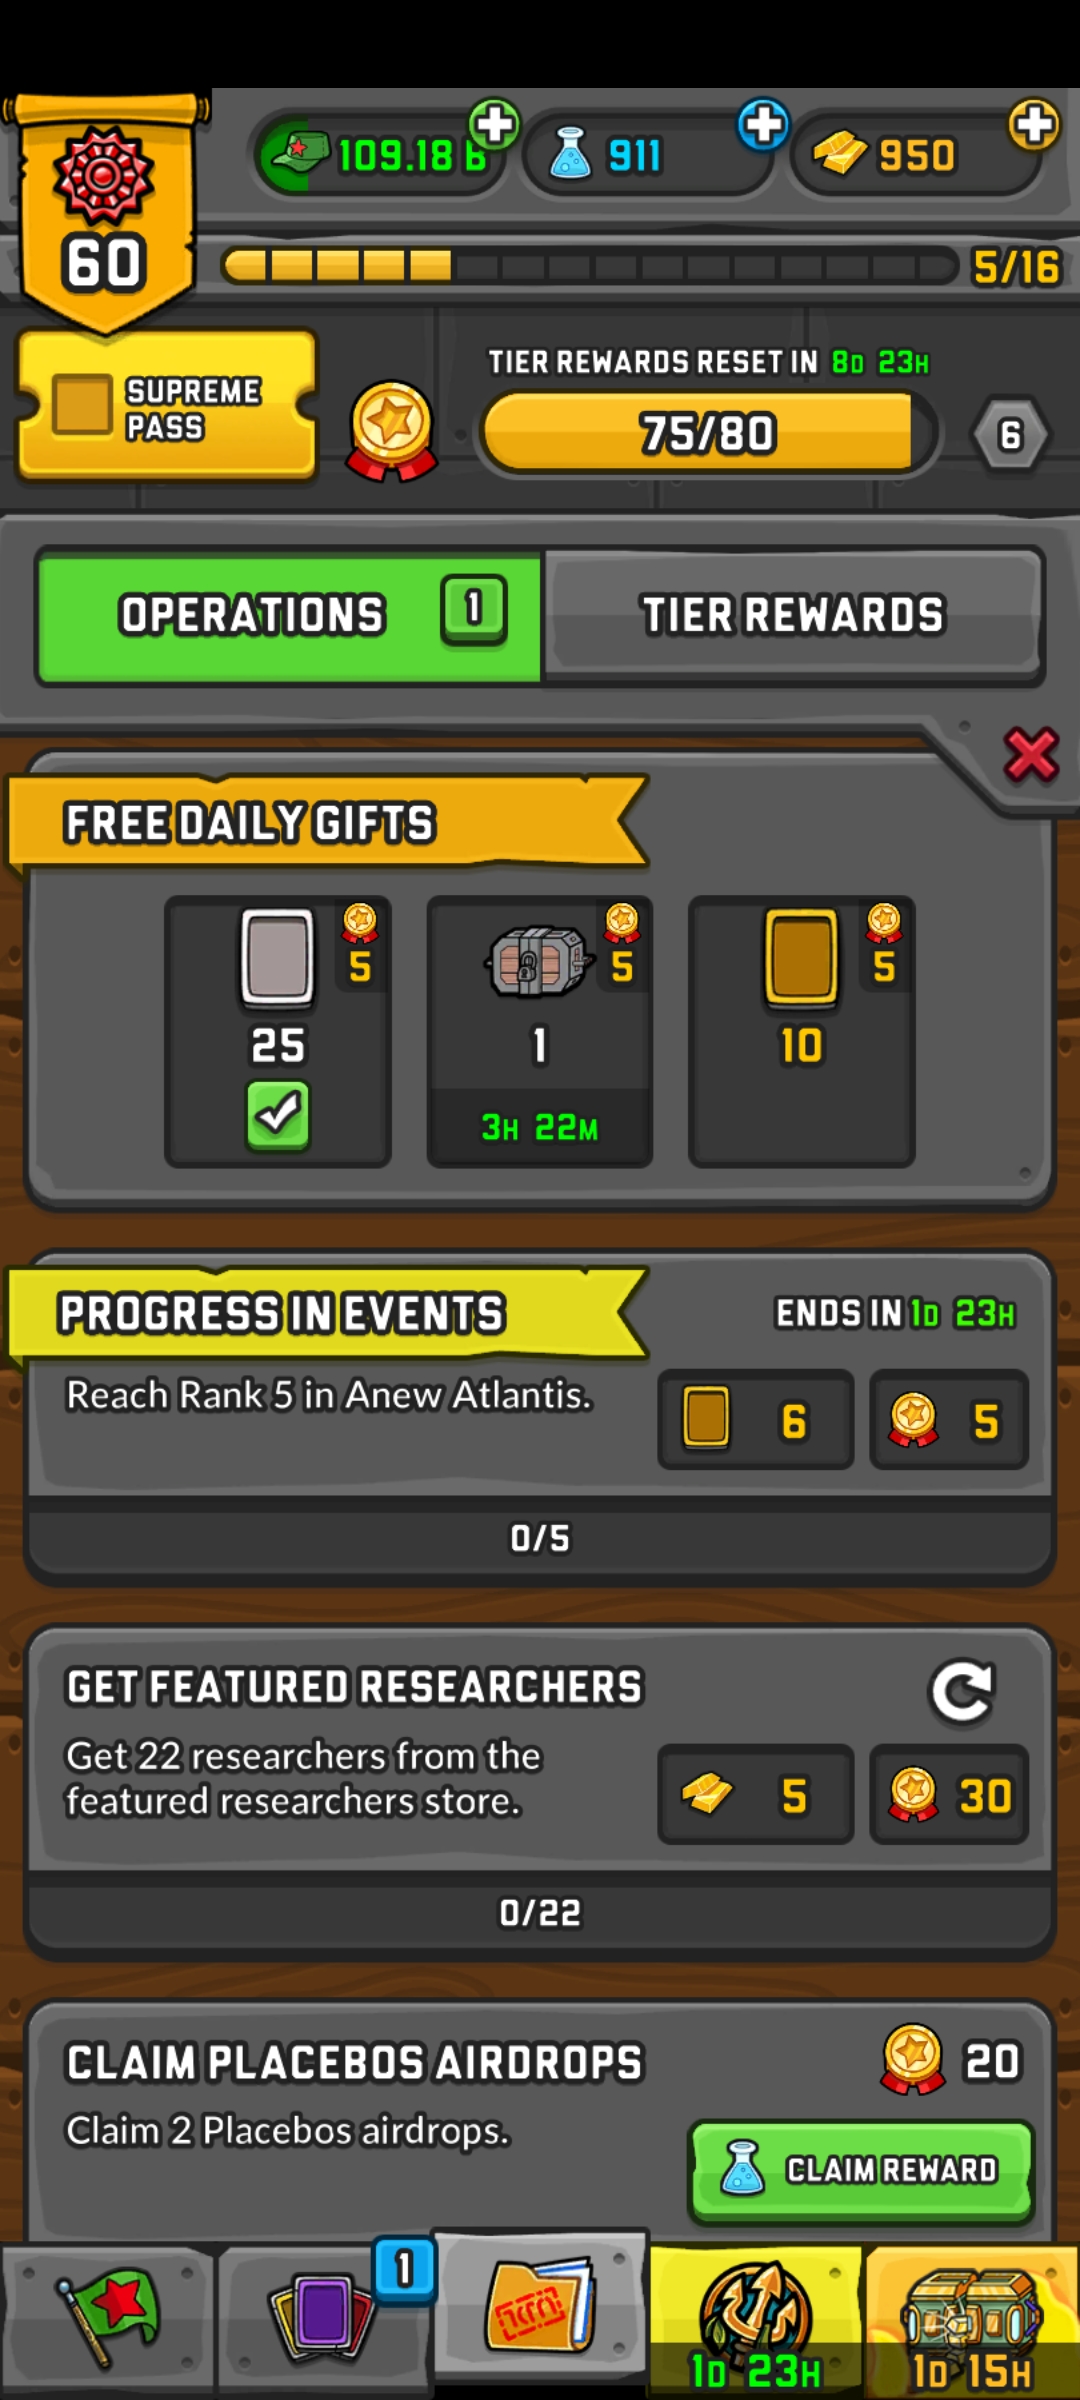 109.18 B
911
950
60
5/16
SUPREME
PASS
TIER REWARDS RESET IN 8D 23H
75/80
6
OPERATIONS 1
TIER REWARDS
FREE DAILY GIFTS
5
5
5
25
1
10
3H 22M
PROGRESS IN EVENTS
ENDS IN 1D 23H
Reach Rank 5 in Anew Atlantis.
6
5
0/5
GET FEATURED RESEARCHERS
Get 22 researchers from the
featured researchers store.
5
30
0/22
CLAIM PLACEBOS AIRDROPS
20
Claim 2 Placebos airdrops.
CLAIM REWARD
1
1D 23H
1D 15H